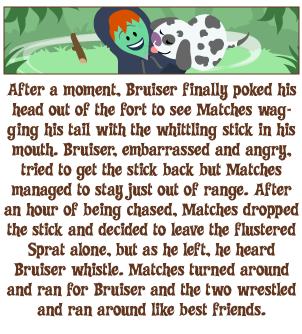 After a moment, Bruiser finally poked his
head out of the fort to see Matches wag-
ging his tail with the whittling stick in his
mouth. Bruiser, embarrassed and angry,
tried to get the stick back but Matches
managed to stay just out of range. After
an hour of being chased, Matches dropped
the stick and decided to leave the flustered
Sprat alone, but as he left, he heard
Bruiser whistle. Matches turned around
and ran for Bruiser and the two wrestled
and ran around like best friends.